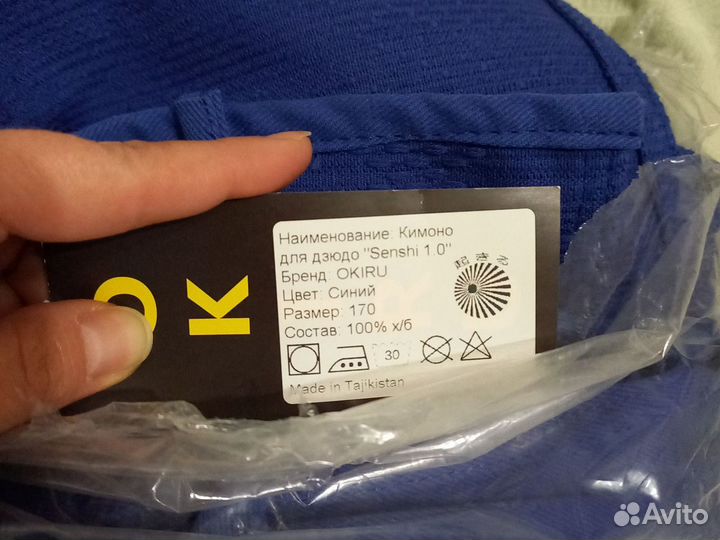 Наименование: Кимоно
для дзюдо "Senshi 1.0"
Бренд: OKIRU
Цвет: Синий
Размер: 170
Состав: 100% х/б
30
Made in Tajikistan
O
K
Avito